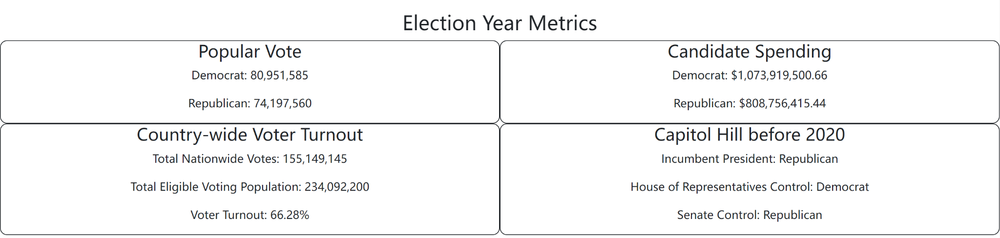 Election Year Metrics
Popular Vote
Democrat: 80,951,585
Republican: 74,197,560
Candidate Spending
Democrat: $1,073,919,500.66
Republican: $808,756,415.44
Country-wide Voter Turnout
Total Nationwide Votes: 155,149,145
Total Eligible Voting Population: 234,092,200
Voter Turnout: 66.28%
Capitol Hill before 2020
Incumbent President: Republican
House of Representatives Control: Democrat
Senate Control: Republican